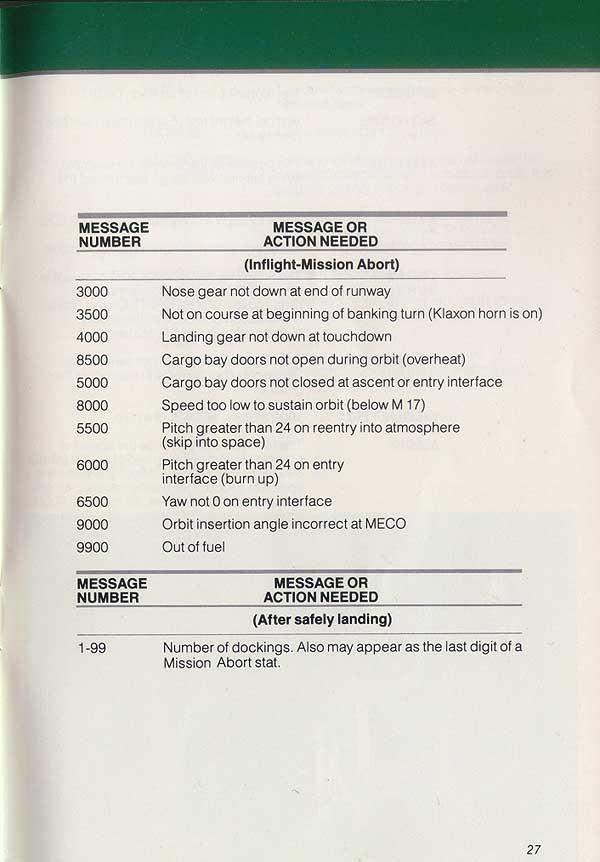 MESSAGE NUMBER MESSAGE OR ACTION NEEDED
(Inflight-Mission Abort)
3000 Nose gear not down at end of runway
3500 Not on course at beginning of banking turn (Klaxon horn is on)
4000 Landing gear not down at touchdown
8500 Cargo bay doors not open during orbit (overheat)
5000 Cargo bay doors not closed at ascent or entry interface
8000 Speed too low to sustain orbit (below M 17)
5500 Pitch greater than 24 on reentry into atmosphere
(skip into space)
6000 Pitch greater than 24 on entry
interface (burn up)
6500 Yaw not 0 on entry interface
9000 Orbit insertion angle incorrect at MECO
9900 Out of fuel
MESSAGE NUMBER MESSAGE OR ACTION NEEDED
(After safely landing)
1-99 Number of dockings. Also may appear as the last digit of a
Mission Abort stat.
27